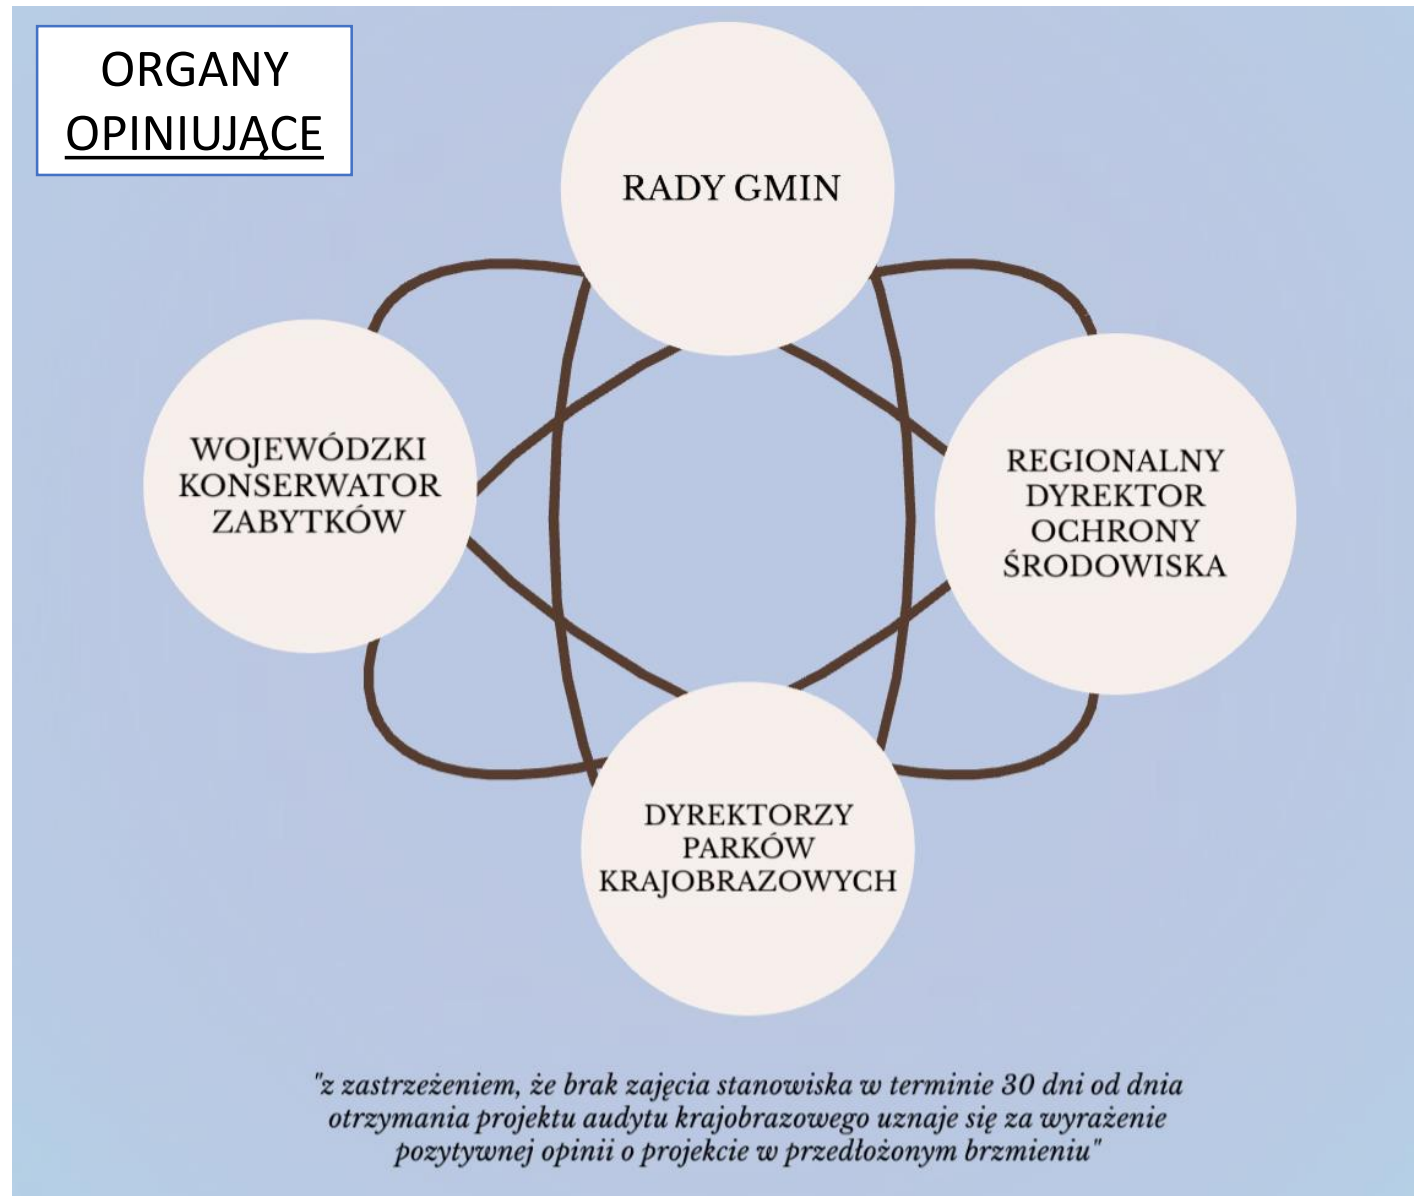 ORGANY
OPINIUJĄCE
RADY GMIN
WOJEWÓDZKI
KONSERWATOR
ZABYTKÓW
REGIONALNY
DYREKTOR
OCHRONY
ŚRODOWISKA
DYREKTORZY
PARKÓW
KRAJOBRAZOWYCH
"z zastrzeżeniem, że brak zajęcia stanowiska w terminie 30 dni od dnia
otrzymania projektu audytu krajobrazowego uznaje się za wyrażenie
pozytywnej opinii o projekcie w przedłożonym brzmieniu"